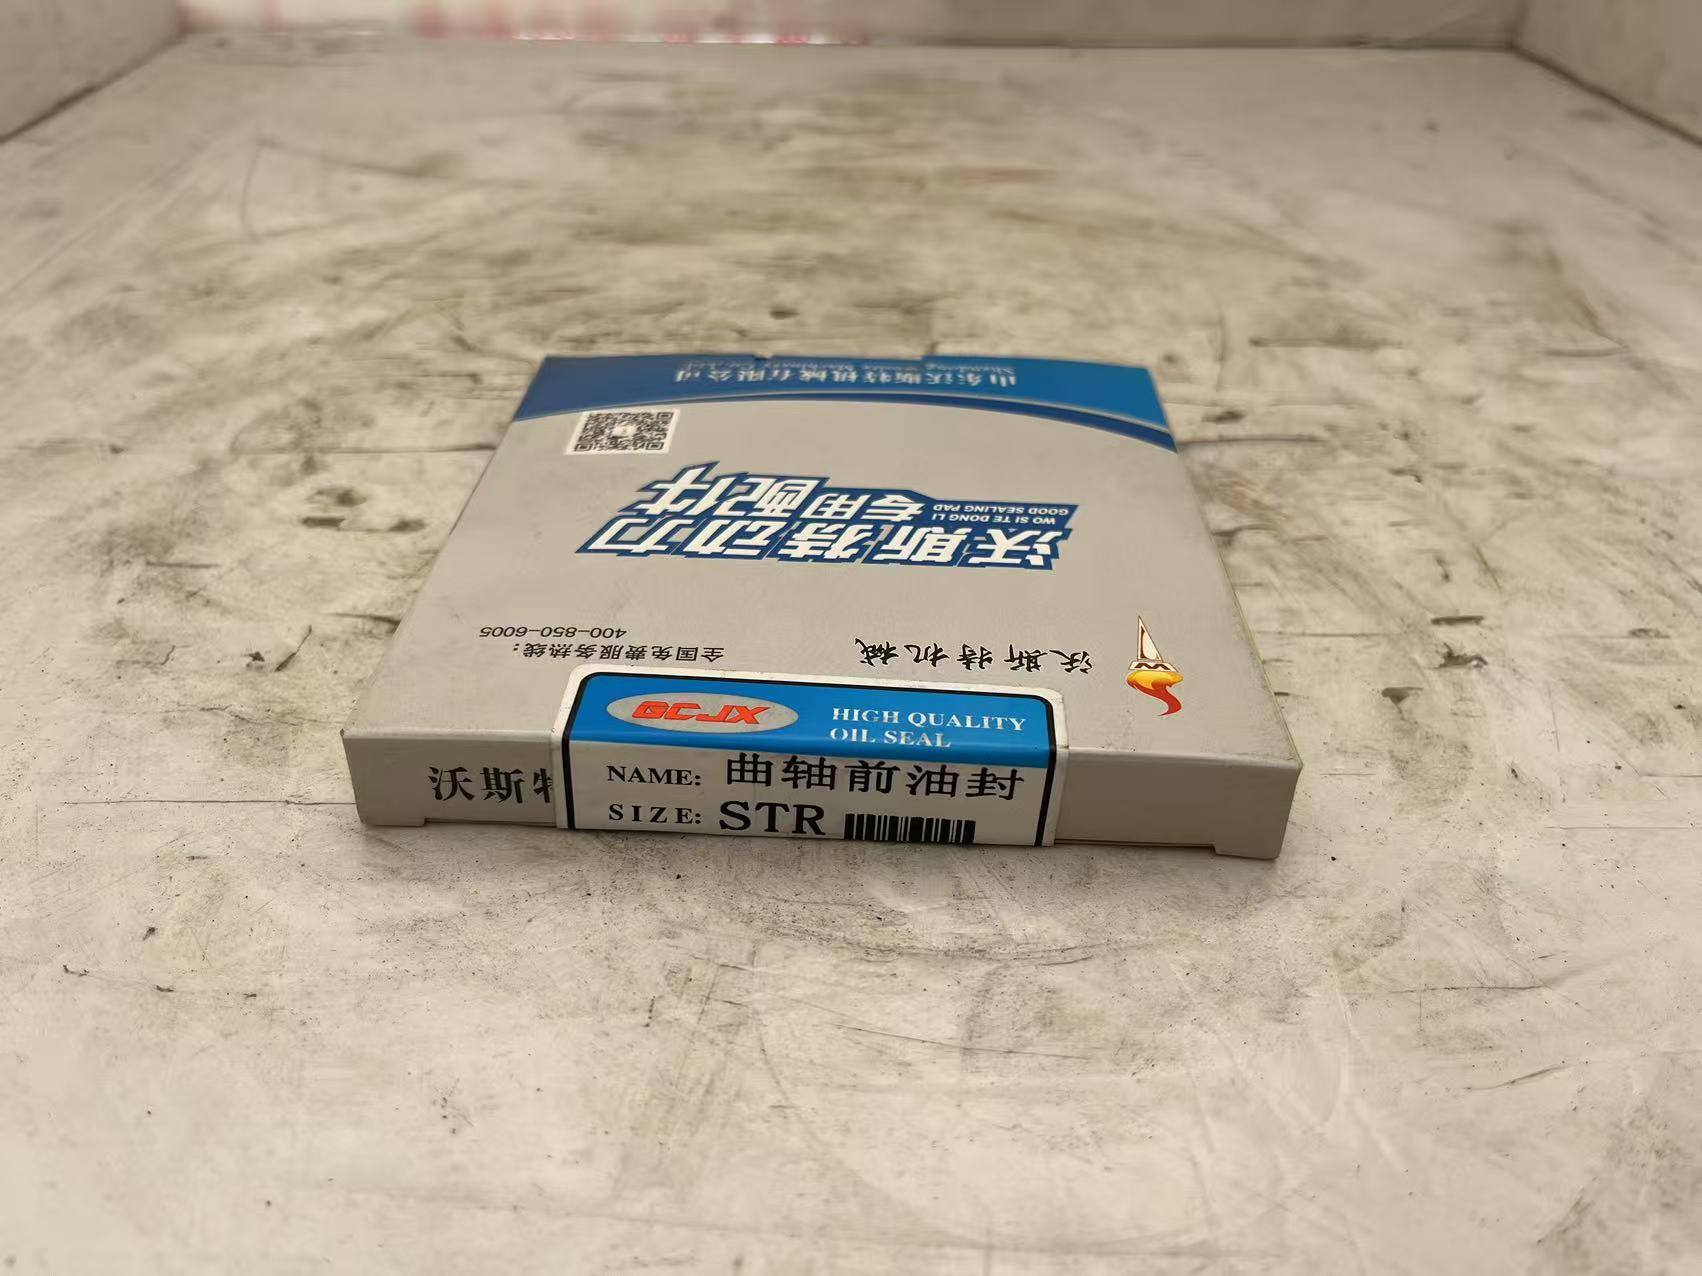 山东沃斯特机械有限公司
沃斯特动力
专用配件
WO SI TE DONG LI
GOOD SEALING PAD
沃斯特机械
全国免费服务热线：
400-850-6005
HIGH QUALITY
OIL SEAL
沃斯特
NAME: 曲轴前油封
SIZE: STR